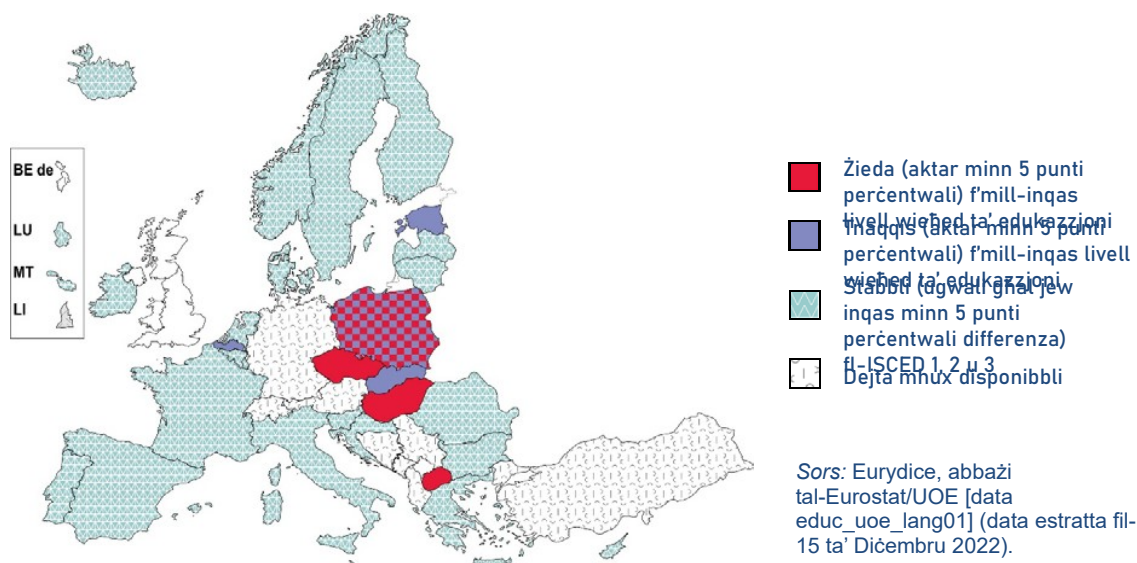 BE de
LU
MT
LI
Żieda (aktar minn 5 punti
perċentwali) f'mill-inqas
livell wieħed ta' edukazzjoni
Tnaqqis (aktar minn 5 punti
perċentwali) f'mill-inqas livell
wieħed ta' edukazzjoni
Stabbli (ugwali għal jew
inqas minn 5 punti
perċentwali differenza)
fl-ISCED 1, 2 u 3
Dejta mhux disponibbli
Sors: Eurydice, abbażi
tal-Eurostat/UOE [data
educ_uoe_lang01] (data estratta fil-
15 ta' Diċembru 2022).